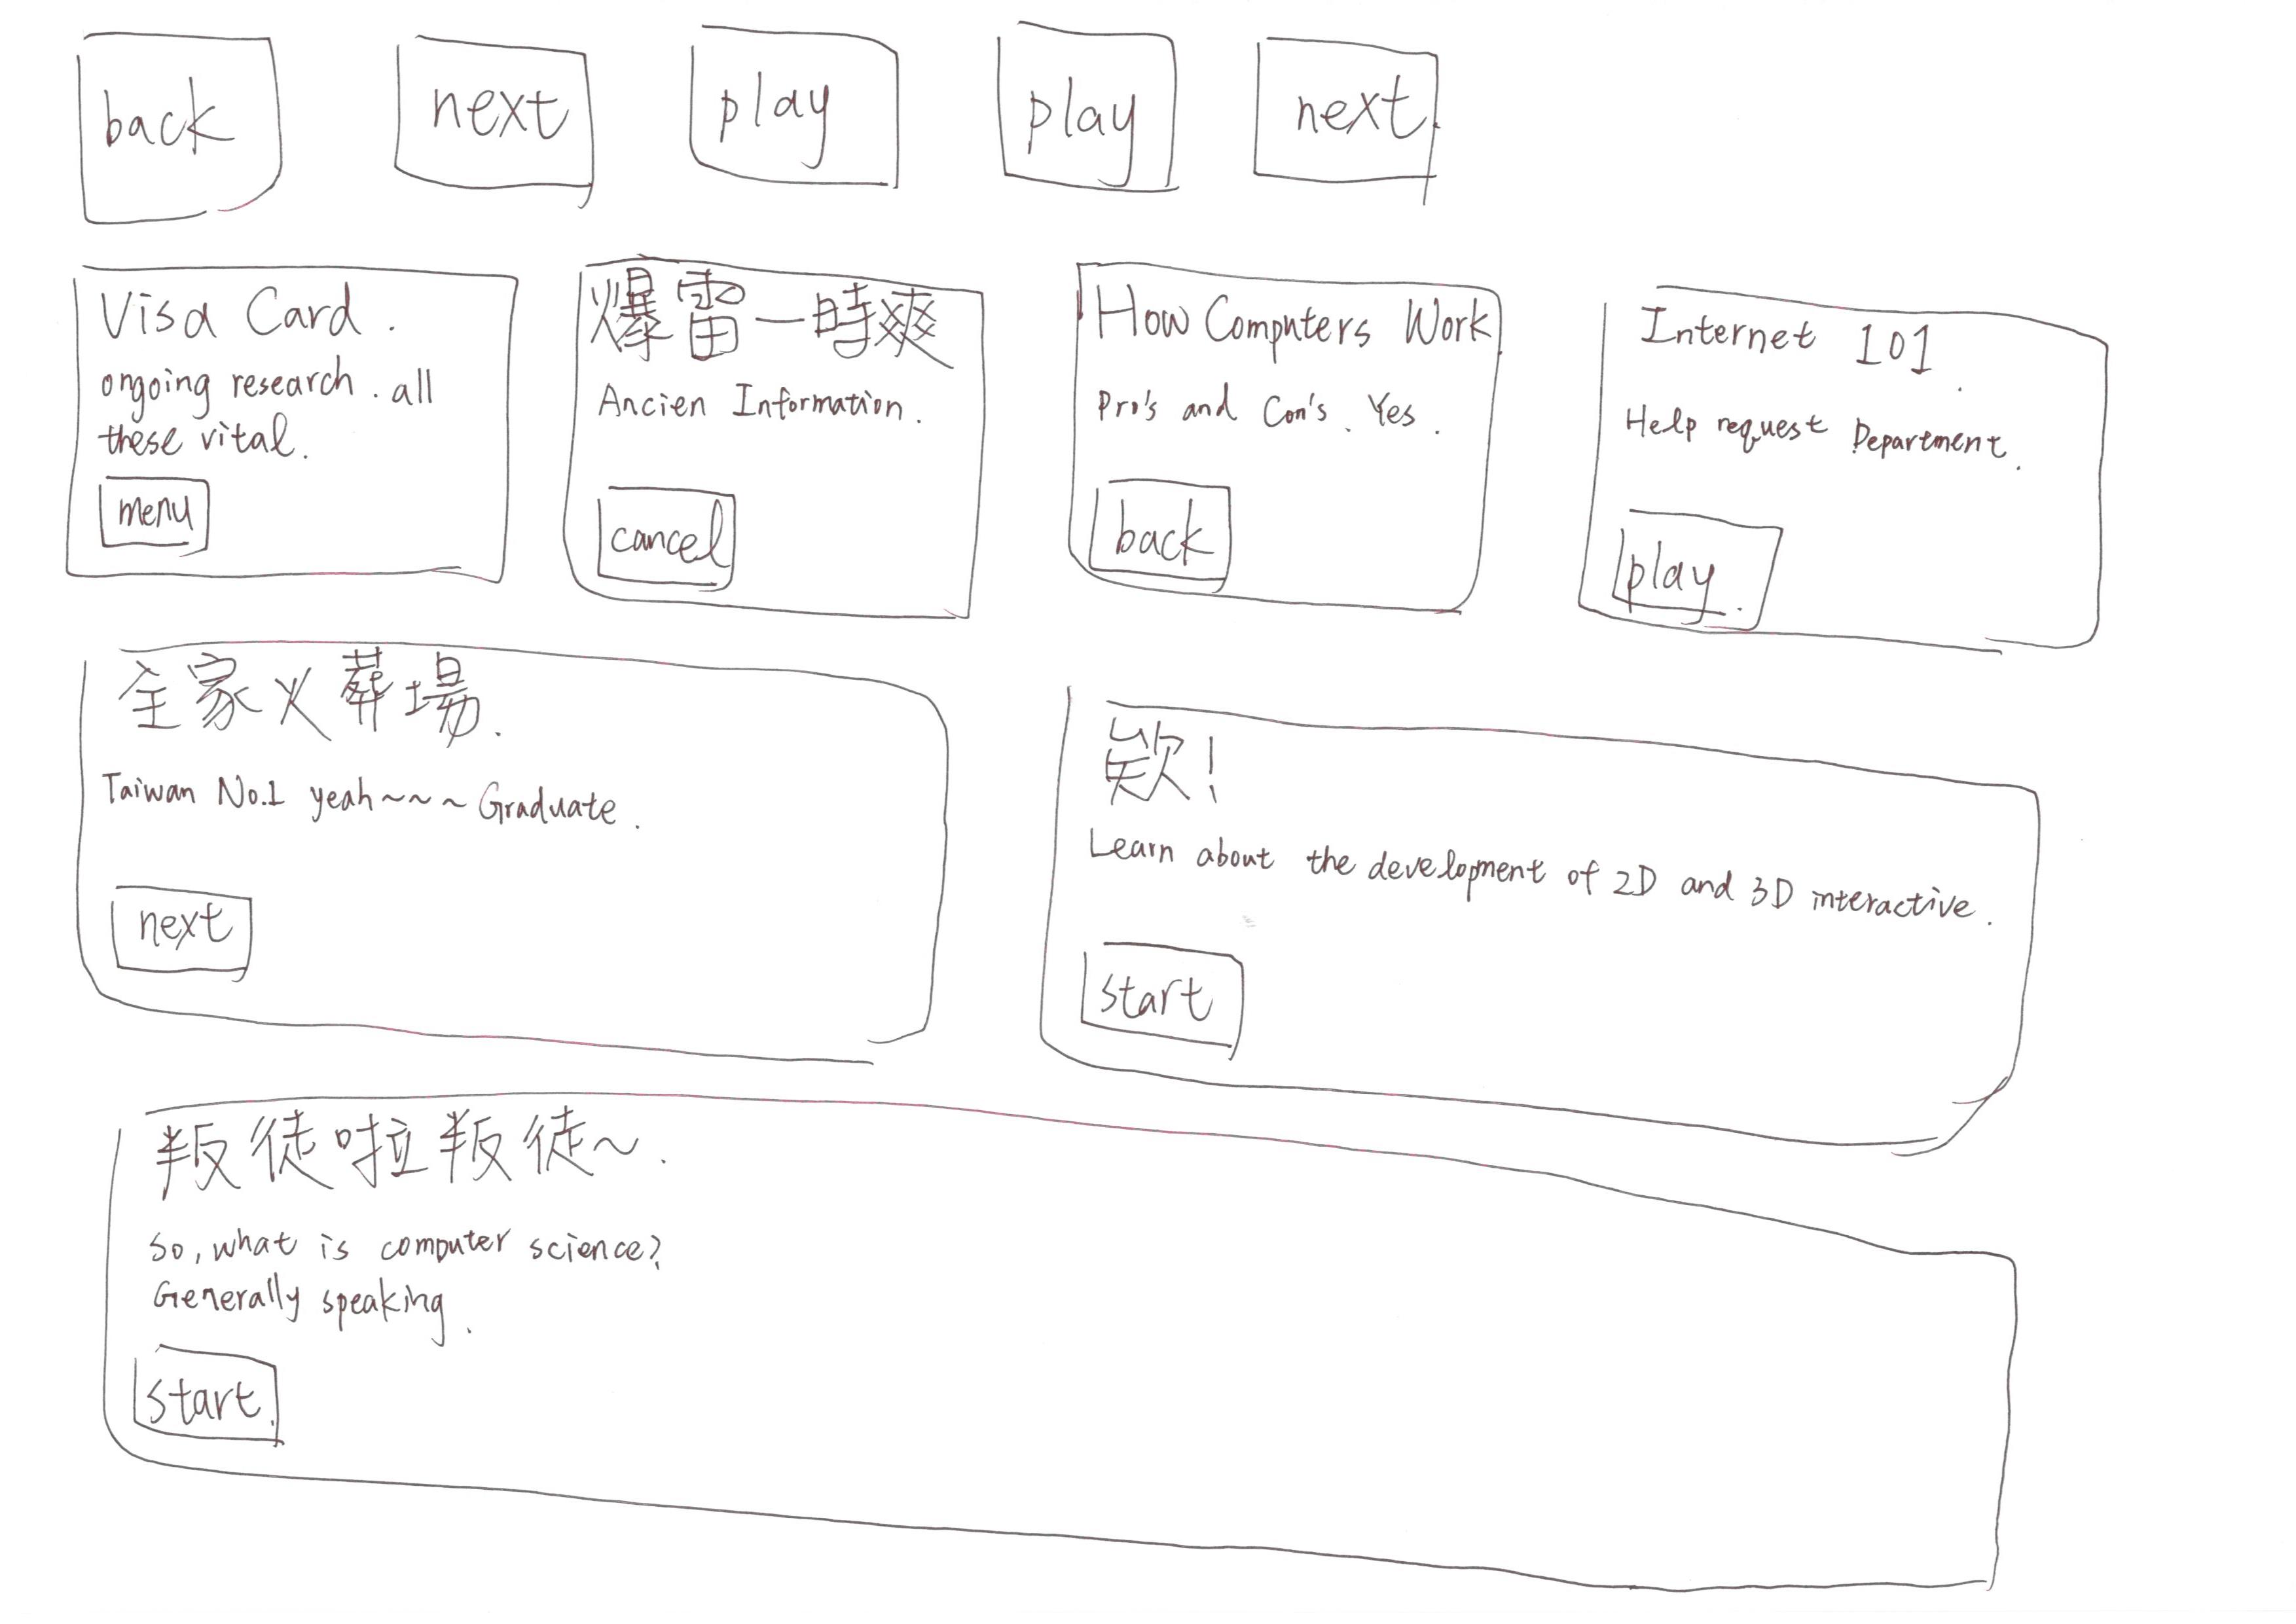 back next play play next
Visa Card.
ongoing research. all
these vital.
menu
爆雷一時爽
Ancien Information.
cancel
How Computers Work
Pro's and Con's. Yes.
back
Internet 101.
Help request Department.
play.
全家火葬場.
Taiwan No.1 yeah~~~Graduate.
next
欸!
Learn about the development of 2D and 3D interactive.
start
叛徒啦叛徒~.
So, what is computer science?
Generally speaking.
start.